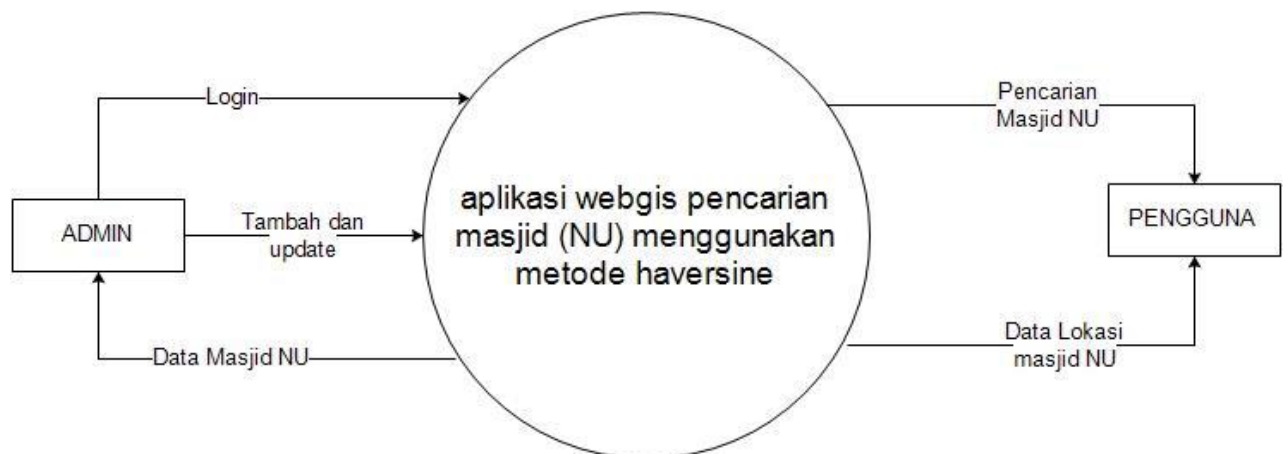 Login
ADMIN
Tambah dan
update
Data Masjid NU
aplikasi webgis pencarian
masjid (NU) menggunakan
metode haversine
Pencarian
Masjid NU
PENGGUNA
Data Lokasi
masjid NU